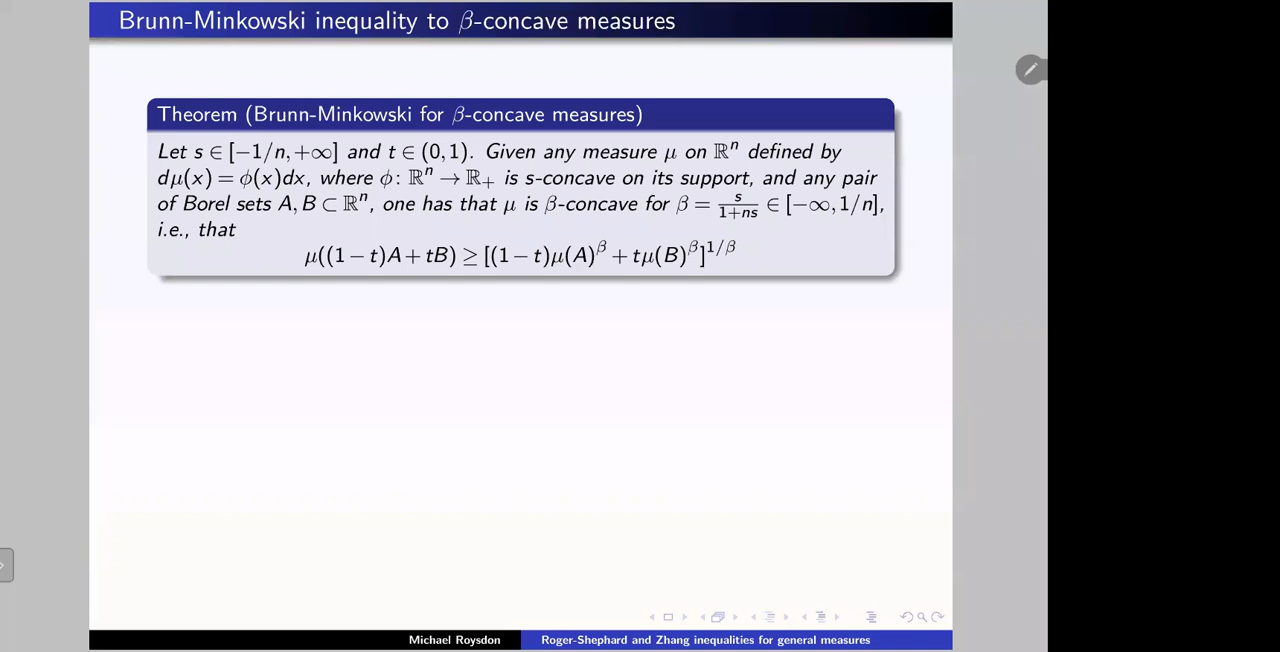 Brunn-Minkowski inequality to β-concave measures
Theorem (Brunn-Minkowski for β-concave measures)
Let s ∈ [−1/n, +∞] and t ∈ (0, 1). Given any measure μ on ℝⁿ defined by
dμ(x) = ϕ(x)dx, where ϕ: ℝⁿ → ℝ₊ is s-concave on its support, and any pair
of Borel sets A, B ⊂ ℝⁿ, one has that μ is β-concave for β = s/(1+ns) ∈ [−∞, 1/n],
i.e., that
μ((1 − t)A + tB) ≥ [(1 − t)μ(A)^β + tμ(B)^β]^{1/β}
Michael Roysdon
Roger-Shephard and Zhang inequalities for general measures